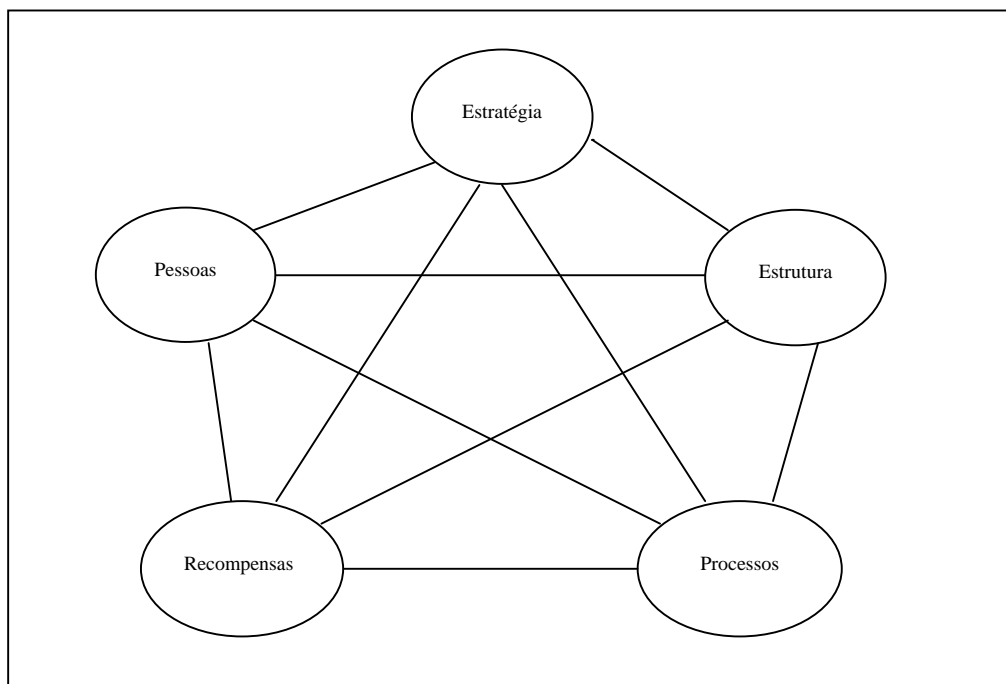 Estratégia
Pessoas
Estrutura
Recompensas
Processos